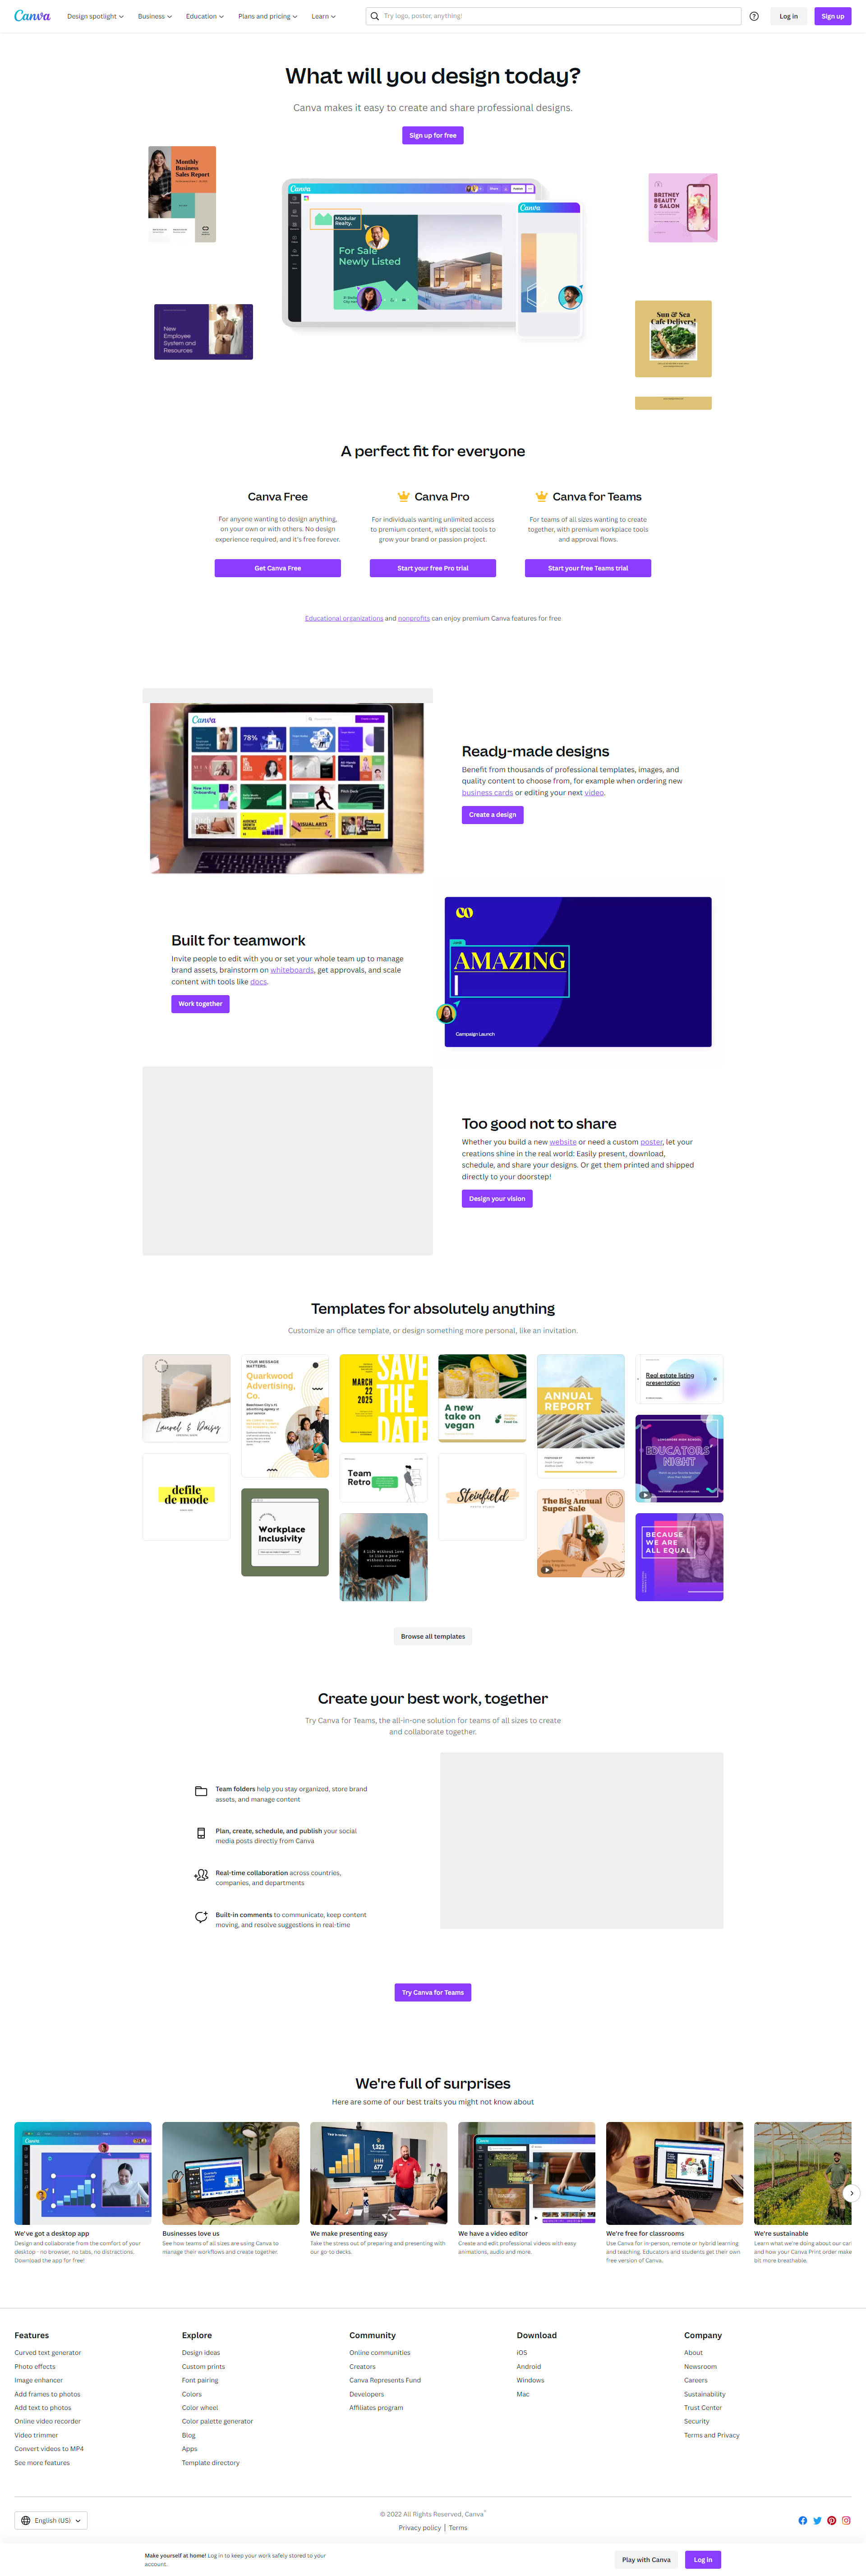 Canva
Design spotlight
Business
Education
Plans and pricing
Learn
Try logo, poster, anything!
Log in
Sign up
What will you design today?
Canva makes it easy to create and share professional designs.
Sign up for free
Monthly
Business
Sales Report
BRITNEY
BEAUTY
& SALON
Canva
Share
Publish
Modular
Realty.
For Sale
Newly Listed
Canva
New
Employee
System and
Resources
Sun & Sea
Cafe Delivery!
A perfect fit for everyone
Canva Free
For anyone wanting to design anything,
on your own or with others. No design
experience required, and it's free forever.
Get Canva Free
Canva Pro
For individuals wanting unlimited access
to premium content, with special tools to
grow your brand or passion project.
Start your free Pro trial
Canva for Teams
For teams of all sizes wanting to create
together, with premium workplace tools
and approval flows.
Start your free Teams trial
Educational organizations and nonprofits can enjoy premium Canva features for free
Canva
78%
New Hire
Onboarding
Pitch Deck
VISUAL ARTS
Ready-made designs
Benefit from thousands of professional templates, images, and
quality content to choose from, for example when ordering new
business cards or editing your next video.
Create a design
Built for teamwork
Invite people to edit with you or set your whole team up to manage
brand assets, brainstorm on whiteboards, get approvals, and scale
content with tools like docs.
Work together
AMAZING
Campaign Launch
Too good not to share
Whether you build a new website or need a custom poster, let your
creations shine in the real world: Easily present, download,
schedule, and share your designs. Or get them printed and shipped
directly to your doorstep!
Design your vision
Templates for absolutely anything
Customize an office template, or design something more personal, like an invitation.
Laurel & Daisy
defile
de mode
YOUR MESSAGE
MATTERS.
Quarkwood
Advertising,
Co.
Workplace
Inclusivity
MARCH
22
2025
SAVE
THE
DATE
Team
Retro
A life without love
is like a year
without summer.
A new
take on
vegan
Steinfield
ANNUAL
REPORT
The Big Annual
Super Sale
Real estate listing
presentation
EDUCATORS'
NIGHT
BECAUSE
WE ARE
ALL EQUAL
Browse all templates
Create your best work, together
Try Canva for Teams, the all-in-one solution for teams of all sizes to create
and collaborate together.
Team folders help you stay organized, store brand
assets, and manage content
Plan, create, schedule, and publish your social
media posts directly from Canva
Real-time collaboration across countries,
companies, and departments
Built-in comments to communicate, keep content
moving, and resolve suggestions in real-time
Try Canva for Teams
We're full of surprises
Here are some of our best traits you might not know about
1,323
677
We've got a desktop app
Design and collaborate from the comfort of your
desktop - no browser, no tabs, no distractions.
Download the app for free!
Businesses love us
See how teams of all sizes are using Canva to
manage their workflows and create together.
We make presenting easy
Take the stress out of preparing and presenting with
our go-to decks.
We have a video editor
Create and edit professional videos with easy
animations, audio and more.
We're free for classrooms
Use Canva for in-person, remote or hybrid learning
and teaching. Educators and students get their own
free version of Canva.
We're sustainable
Learn what we're doing about our car
and how your Canva Print order make
bit more breathable.
Features
Curved text generator
Photo effects
Image enhancer
Add frames to photos
Add text to photos
Online video recorder
Video trimmer
Convert videos to MP4
See more features
Explore
Design ideas
Custom prints
Font pairing
Colors
Color wheel
Color palette generator
Blog
Apps
Template directory
Community
Online communities
Creators
Canva Represents Fund
Developers
Affiliates program
Download
iOS
Android
Windows
Mac
Company
About
Newsroom
Careers
Sustainability
Trust Center
Security
Terms and Privacy
English (US)
© 2022 All Rights Reserved, Canva®
Privacy policy | Terms
Make yourself at home! Log in to keep your work safely stored to your
account.
Play with Canva
Log in